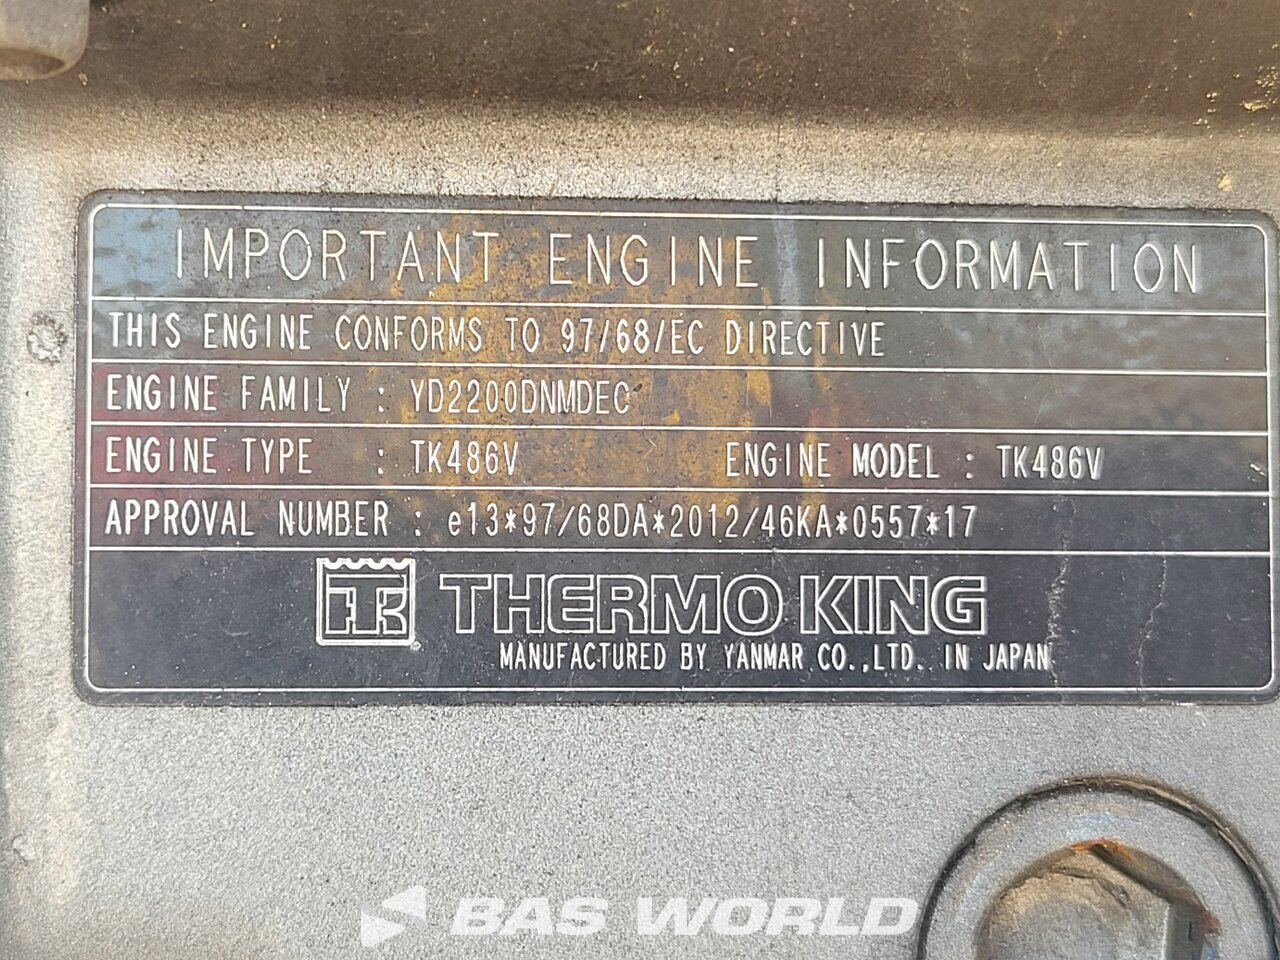 IMPORTANT ENGINE INFORMATION
THIS ENGINE CONFORMS TO 97/68/EC DIRECTIVE
ENGINE FAMILY : YD2200DNMDEC
ENGINE TYPE : TK486V ENGINE MODEL : TK486V
APPROVAL NUMBER : e13*97/68DA*2012/46KA*0557*17
TK THERMO KING
MANUFACTURED BY YANMAR CO.,LTD. IN JAPAN
BAS WORLD